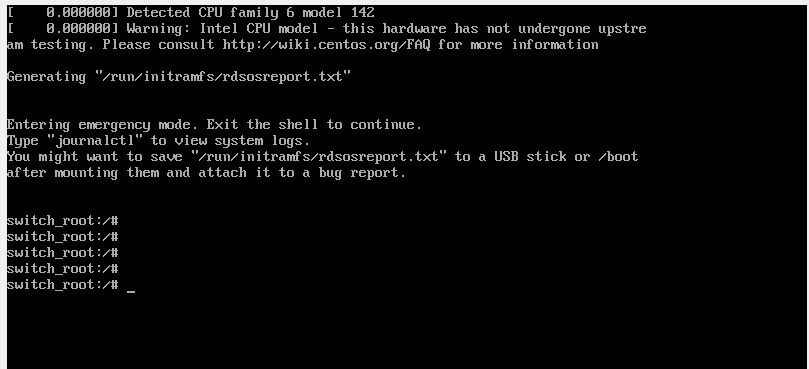 [    0.000000] Detected CPU family 6 model 142
[    0.000000] Warning: Intel CPU model - this hardware has not undergone upstre
am testing. Please consult http://wiki.centos.org/FAQ for more information
Generating "/run/initramfs/rdsosreport.txt"
Entering emergency mode. Exit the shell to continue.
Type "journalctl" to view system logs.
You might want to save "/run/initramfs/rdsosreport.txt" to a USB stick or /boot
after mounting them and attach it to a bug report.
switch_root:/#
switch_root:/#
switch_root:/#
switch_root:/#
switch_root:/# _